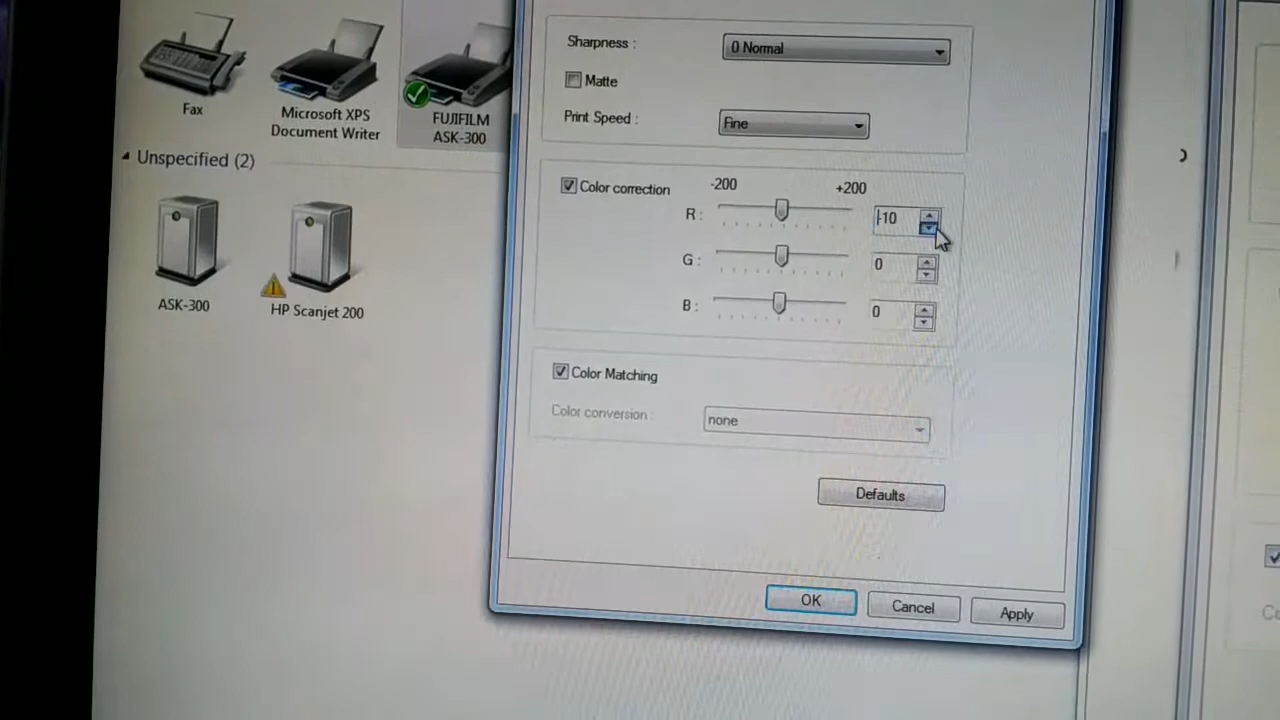 Fax
Microsoft XPS
Document Writer
FUJIFILM
ASK-300
Unspecified (2)
ASK-300
HP Scanjet 200
Sharpness :
0 Normal
Matte
Print Speed :
Fine
Color correction
-200
+200
R :
-10
G :
0
B :
0
Color Matching
Color conversion :
none
Defaults
OK
Cancel
Apply